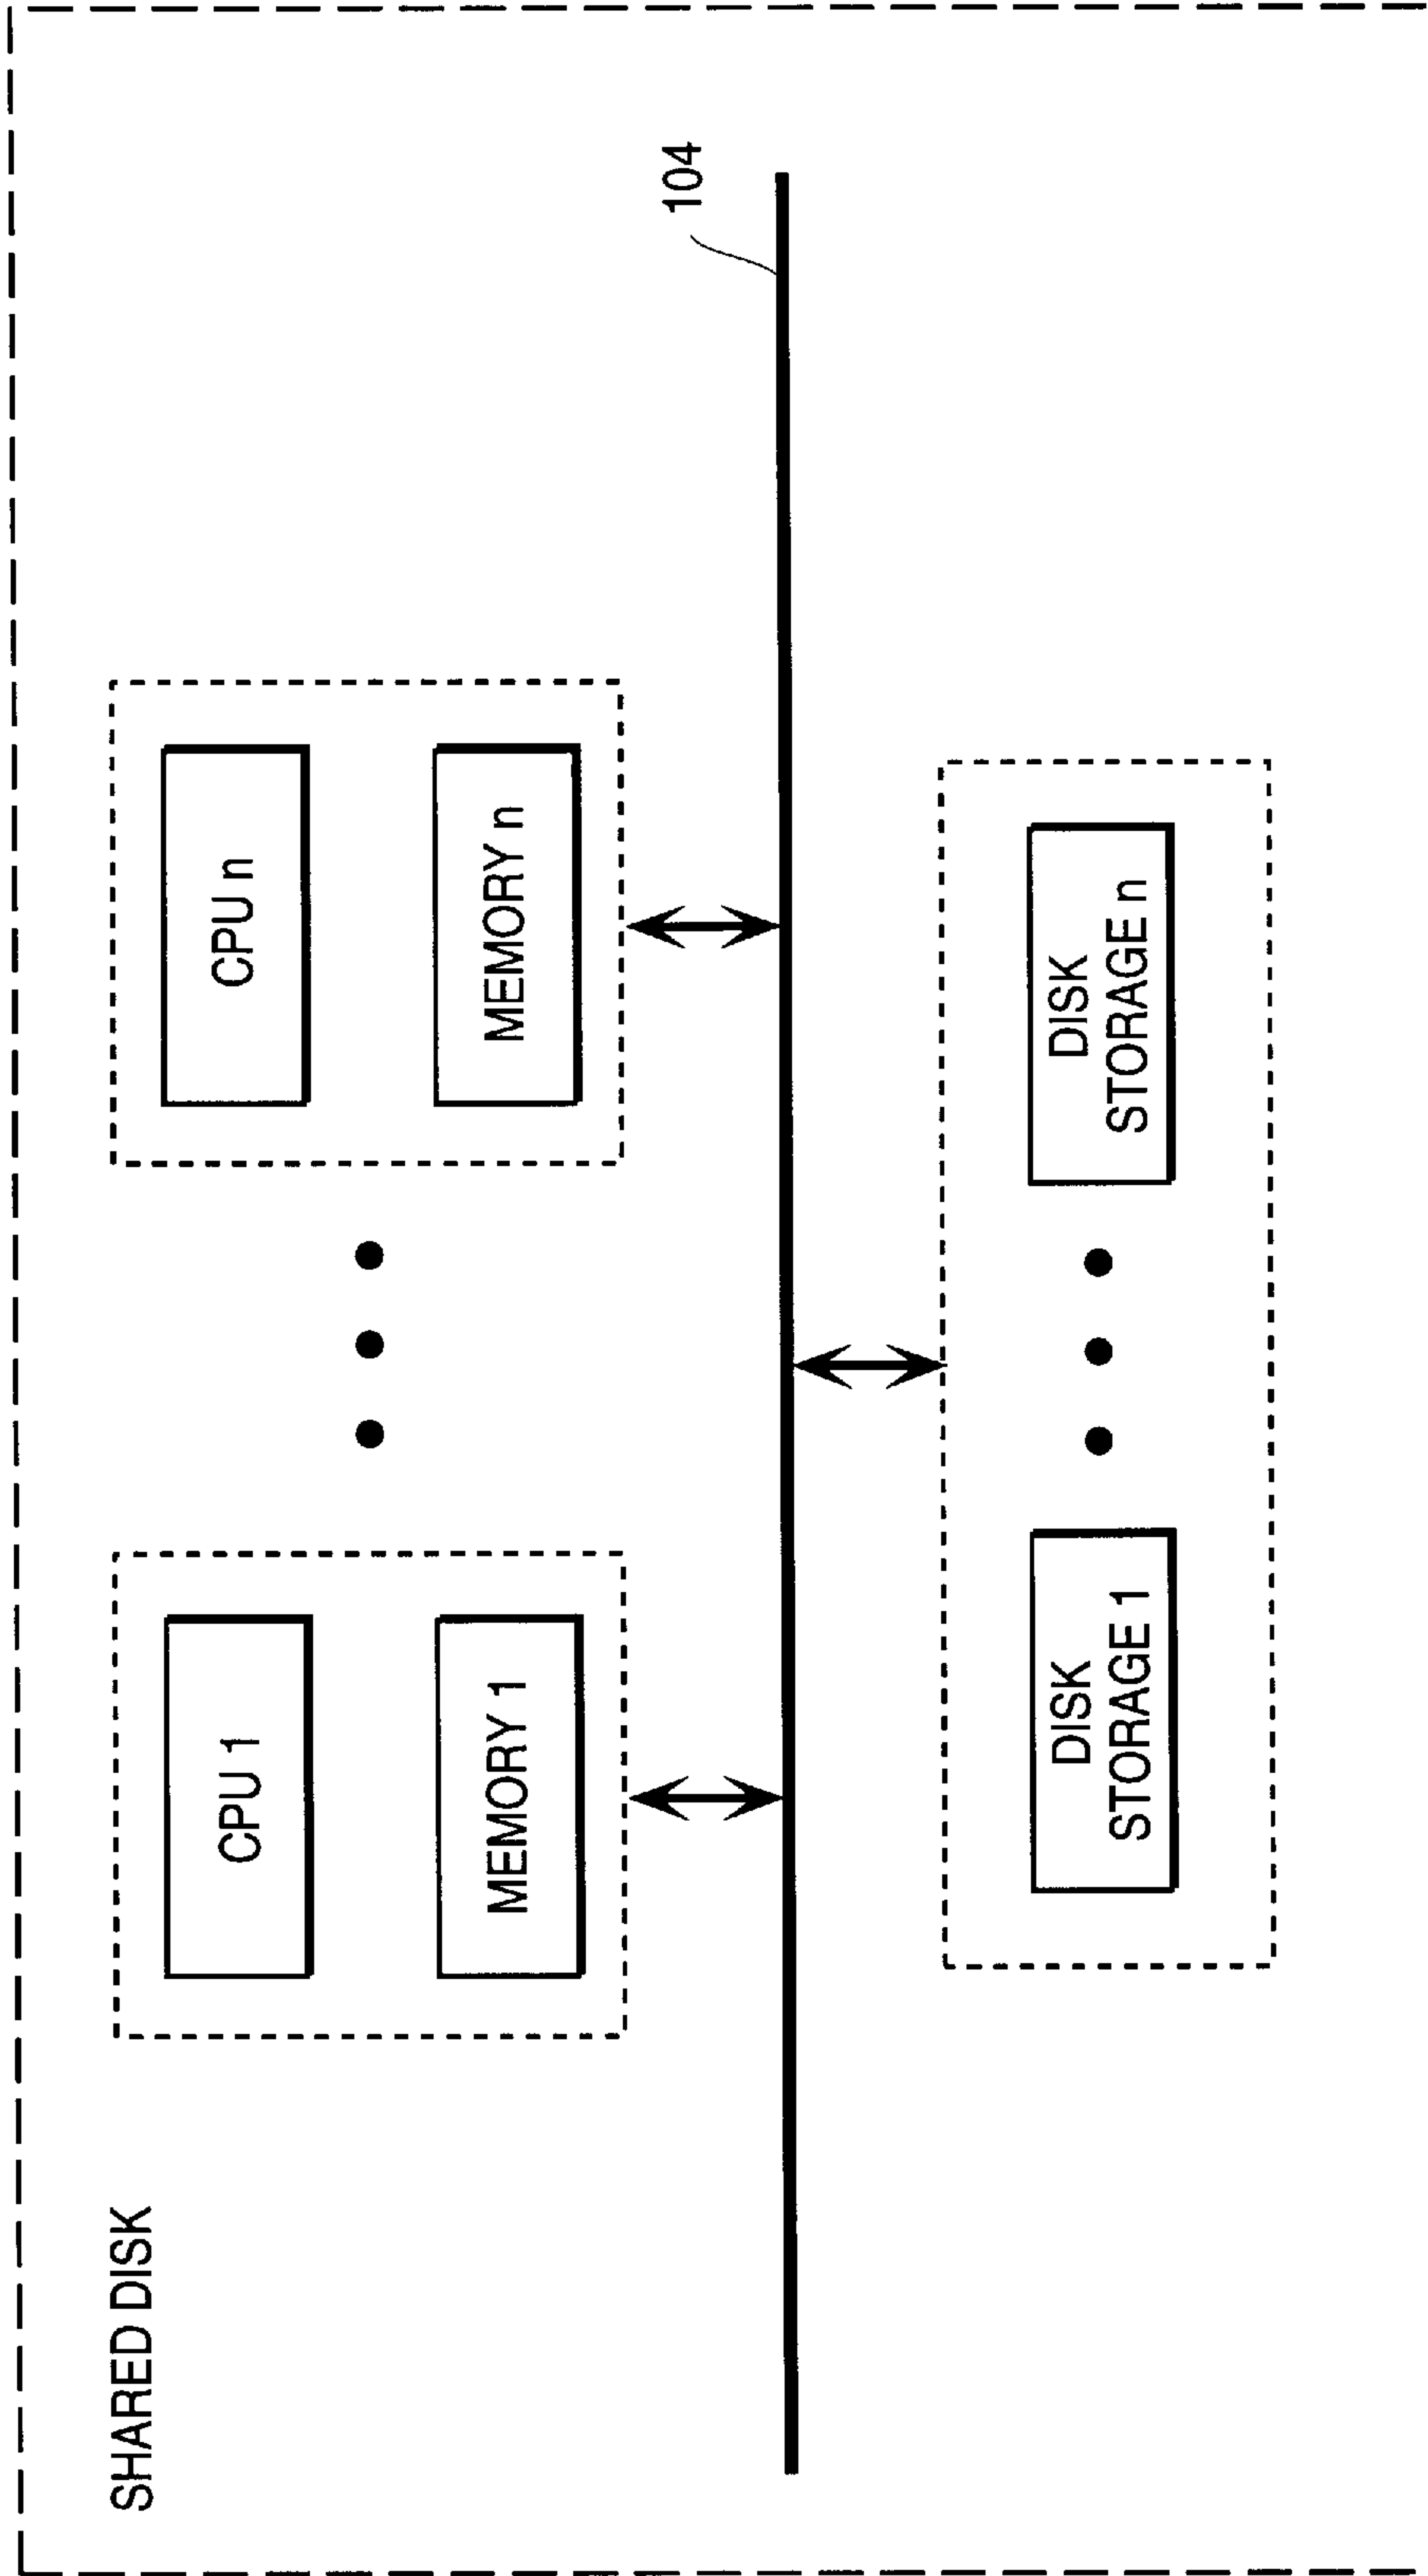 SHARED DISK
CPU 1
MEMORY 1
CPU n
MEMORY n
104
DISK
STORAGE 1
DISK
STORAGE n